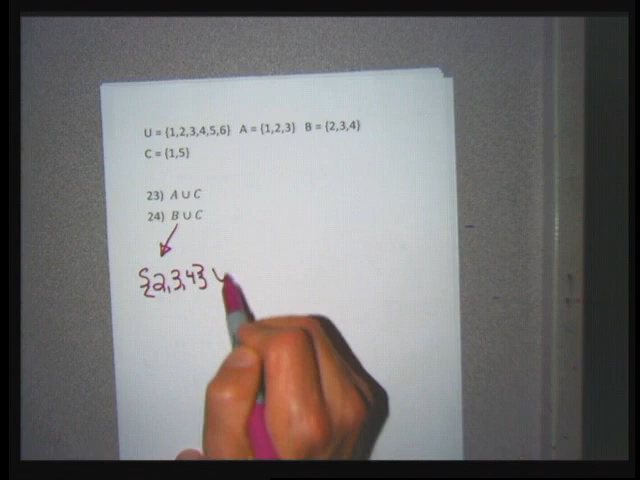 U = {1,2,3,4,5,6} A = {1,2,3} B = {2,3,4}
C = {1,5}
23) A ∪ C
24) B ∪ C
{2,3,4} ∪